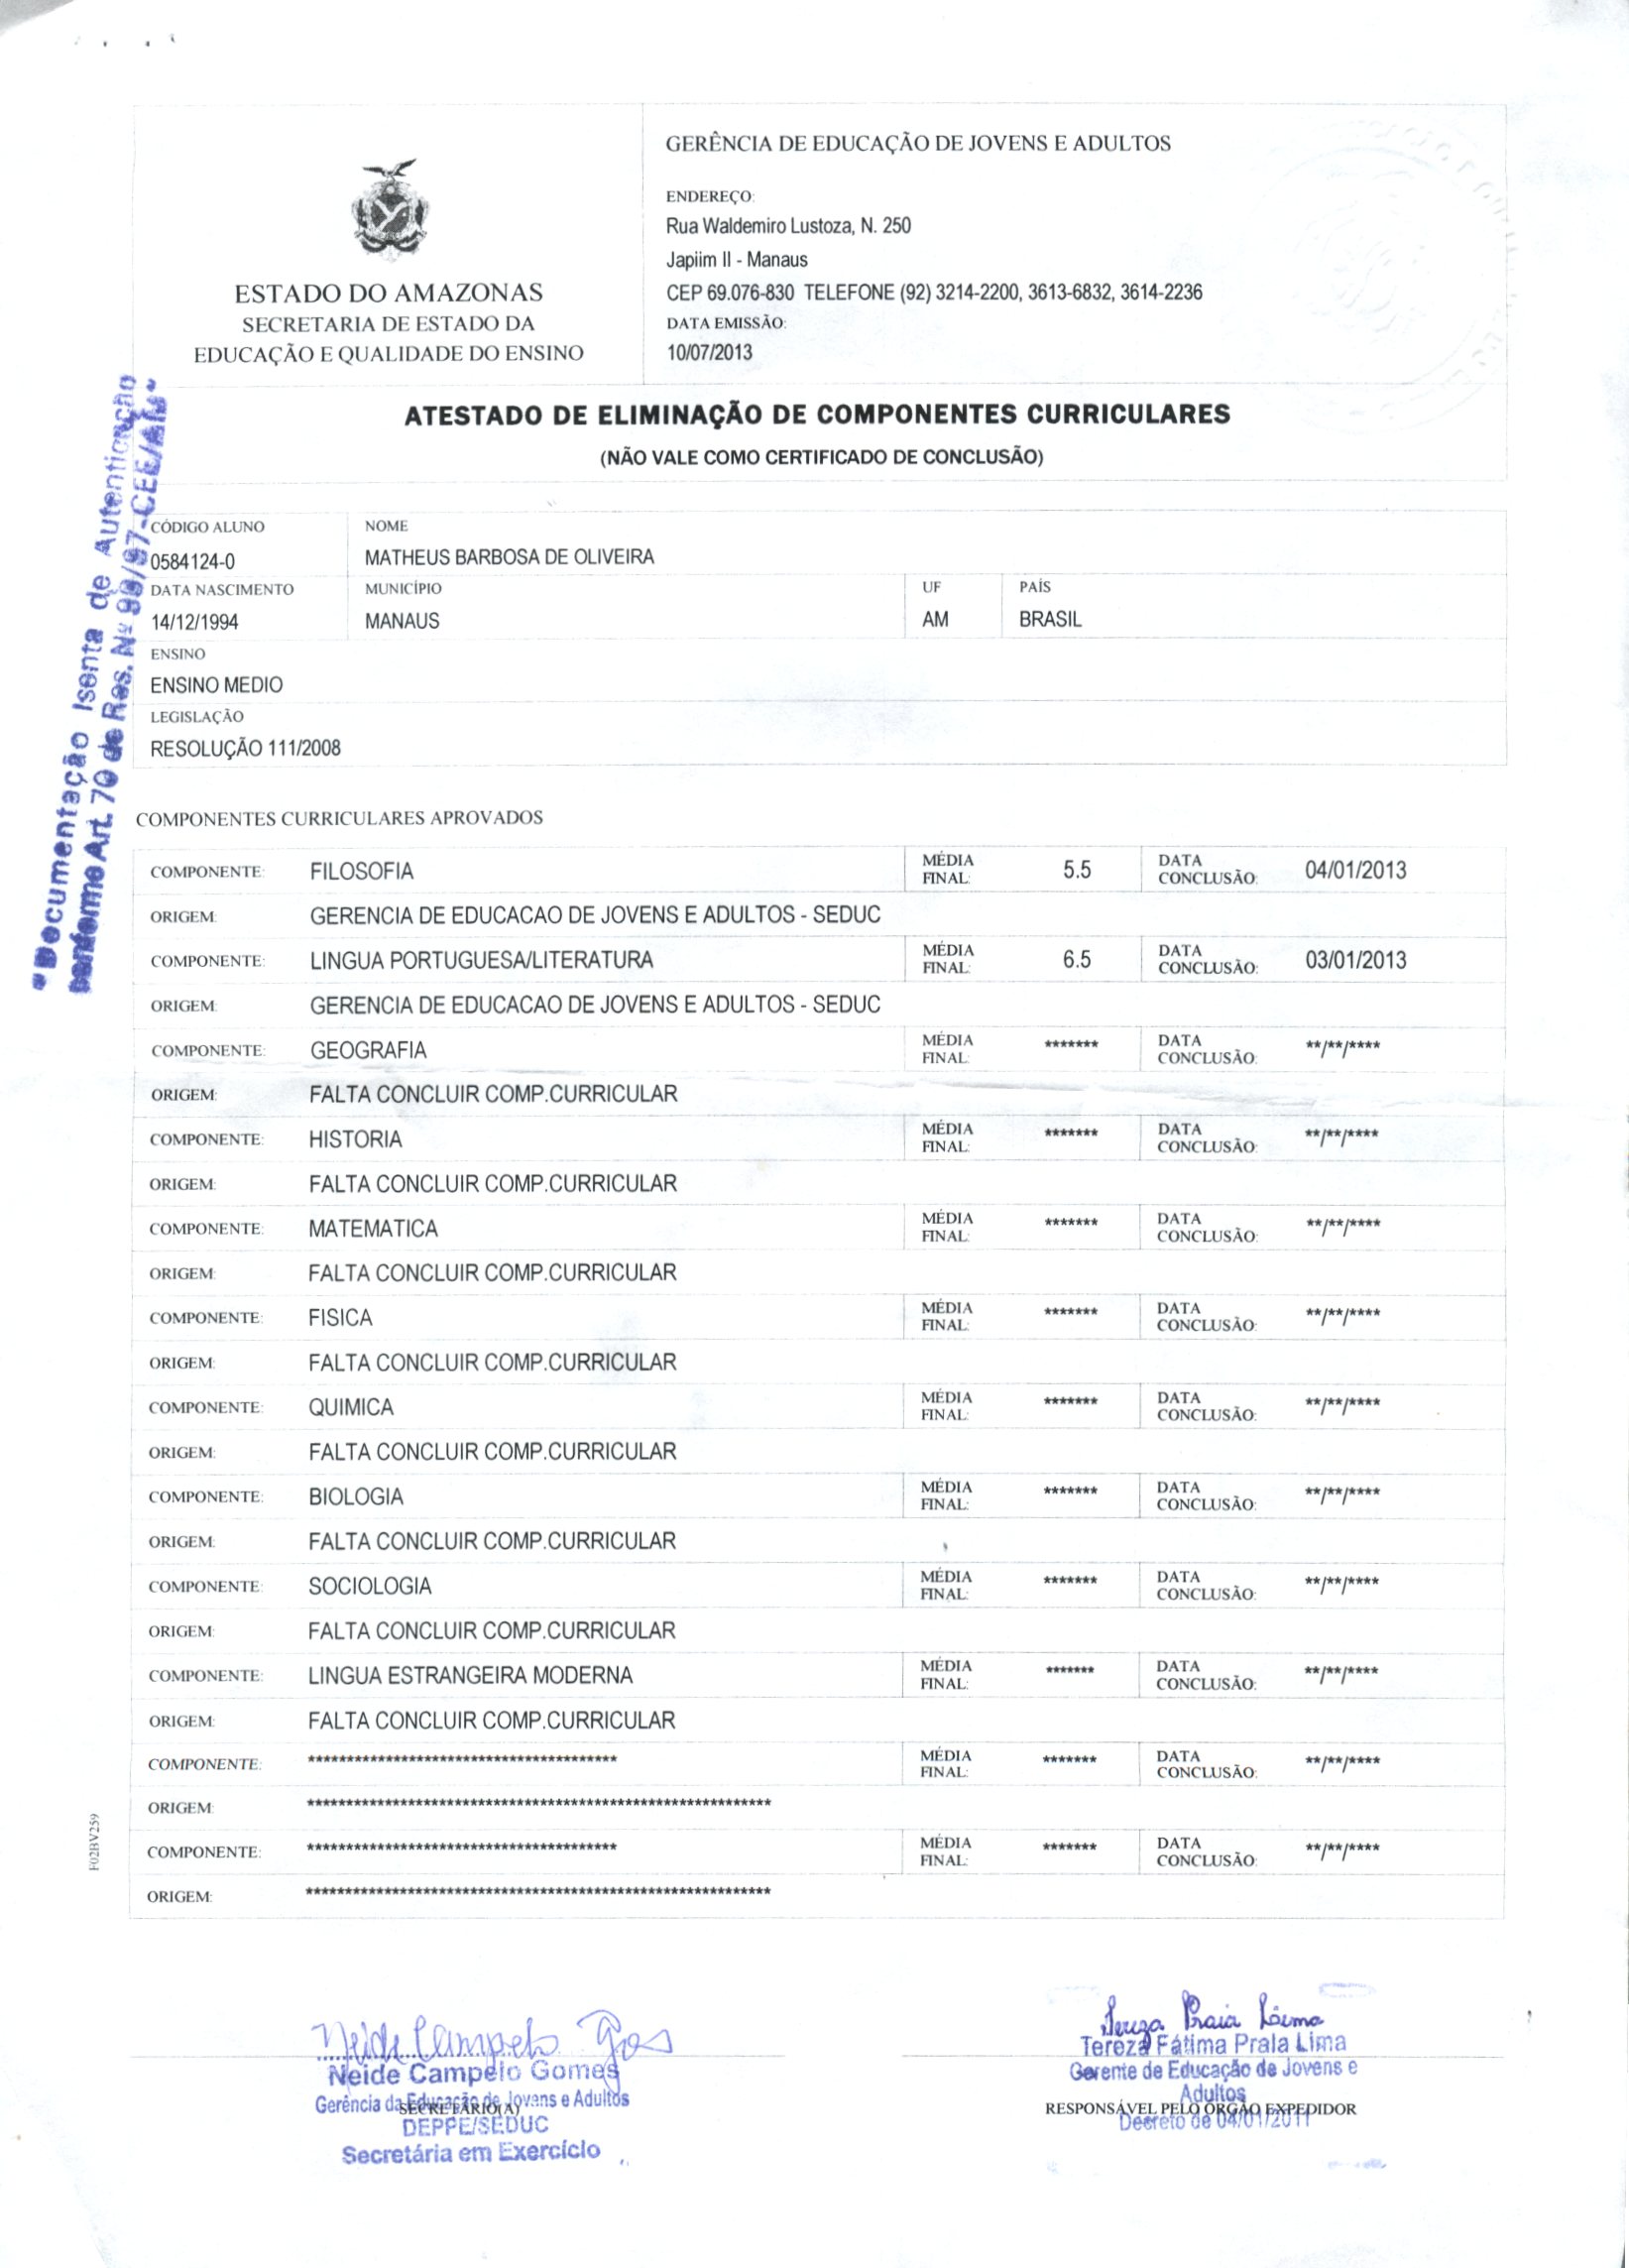 GERÊNCIA DE EDUCAÇÃO DE JOVENS E ADULTOS
ENDEREÇO:
Rua Waldemiro Lustoza, N. 250
Japiim II - Manaus
CEP 69.076-830 TELEFONE (92) 3214-2200, 3613-6832, 3614-2236
DATA EMISSÃO:
10/07/2013
ESTADO DO AMAZONAS
SECRETARIA DE ESTADO DA
EDUCAÇÃO E QUALIDADE DO ENSINO
ATESTADO DE ELIMINAÇÃO DE COMPONENTES CURRICULARES
(NÃO VALE COMO CERTIFICADO DE CONCLUSÃO)
"Documentação Isenta de Autenticação
conforme Art. 70 de Res. Nº 99/97-CEE/AM"
CÓDIGO ALUNO NOME
0584124-0 MATHEUS BARBOSA DE OLIVEIRA
DATA NASCIMENTO MUNICÍPIO UF PAÍS
14/12/1994 MANAUS AM BRASIL
ENSINO
ENSINO MEDIO
LEGISLAÇÃO
RESOLUÇÃO 111/2008
COMPONENTES CURRICULARES APROVADOS
COMPONENTE: FILOSOFIA MÉDIA FINAL: 5.5 DATA CONCLUSÃO: 04/01/2013
ORIGEM: GERENCIA DE EDUCACAO DE JOVENS E ADULTOS - SEDUC
COMPONENTE: LINGUA PORTUGUESA/LITERATURA MÉDIA FINAL: 6.5 DATA CONCLUSÃO: 03/01/2013
ORIGEM: GERENCIA DE EDUCACAO DE JOVENS E ADULTOS - SEDUC
COMPONENTE: GEOGRAFIA MÉDIA FINAL: ******* DATA CONCLUSÃO: **/**/****
ORIGEM: FALTA CONCLUIR COMP.CURRICULAR
COMPONENTE: HISTORIA MÉDIA FINAL: ******* DATA CONCLUSÃO: **/**/****
ORIGEM: FALTA CONCLUIR COMP.CURRICULAR
COMPONENTE: MATEMATICA MÉDIA FINAL: ******* DATA CONCLUSÃO: **/**/****
ORIGEM: FALTA CONCLUIR COMP.CURRICULAR
COMPONENTE: FISICA MÉDIA FINAL: ******* DATA CONCLUSÃO: **/**/****
ORIGEM: FALTA CONCLUIR COMP.CURRICULAR
COMPONENTE: QUIMICA MÉDIA FINAL: ******* DATA CONCLUSÃO: **/**/****
ORIGEM: FALTA CONCLUIR COMP.CURRICULAR
COMPONENTE: BIOLOGIA MÉDIA FINAL: ******* DATA CONCLUSÃO: **/**/****
ORIGEM: FALTA CONCLUIR COMP.CURRICULAR
COMPONENTE: SOCIOLOGIA MÉDIA FINAL: ******* DATA CONCLUSÃO: **/**/****
ORIGEM: FALTA CONCLUIR COMP.CURRICULAR
COMPONENTE: LINGUA ESTRANGEIRA MODERNA MÉDIA FINAL: ******* DATA CONCLUSÃO: **/**/****
ORIGEM: FALTA CONCLUIR COMP.CURRICULAR
COMPONENTE: **************************************** MÉDIA FINAL: ******* DATA CONCLUSÃO: **/**/****
ORIGEM: ************************************************************
COMPONENTE: **************************************** MÉDIA FINAL: ******* DATA CONCLUSÃO: **/**/****
ORIGEM: ************************************************************
F02BV259
Neide Campelo Gomes
Gerência da Educação de Jovens e Adultos
SECRETÁRIO(A)
DEPPE/SEDUC
Secretária em Exercício
Tereza Praia Lima
Tereza Fátima Praia Lima
Gerente de Educação de Jovens e
Adultos
RESPONSÁVEL PELO ÓRGÃO EXPEDIDOR
Decreto de 04/01/2011